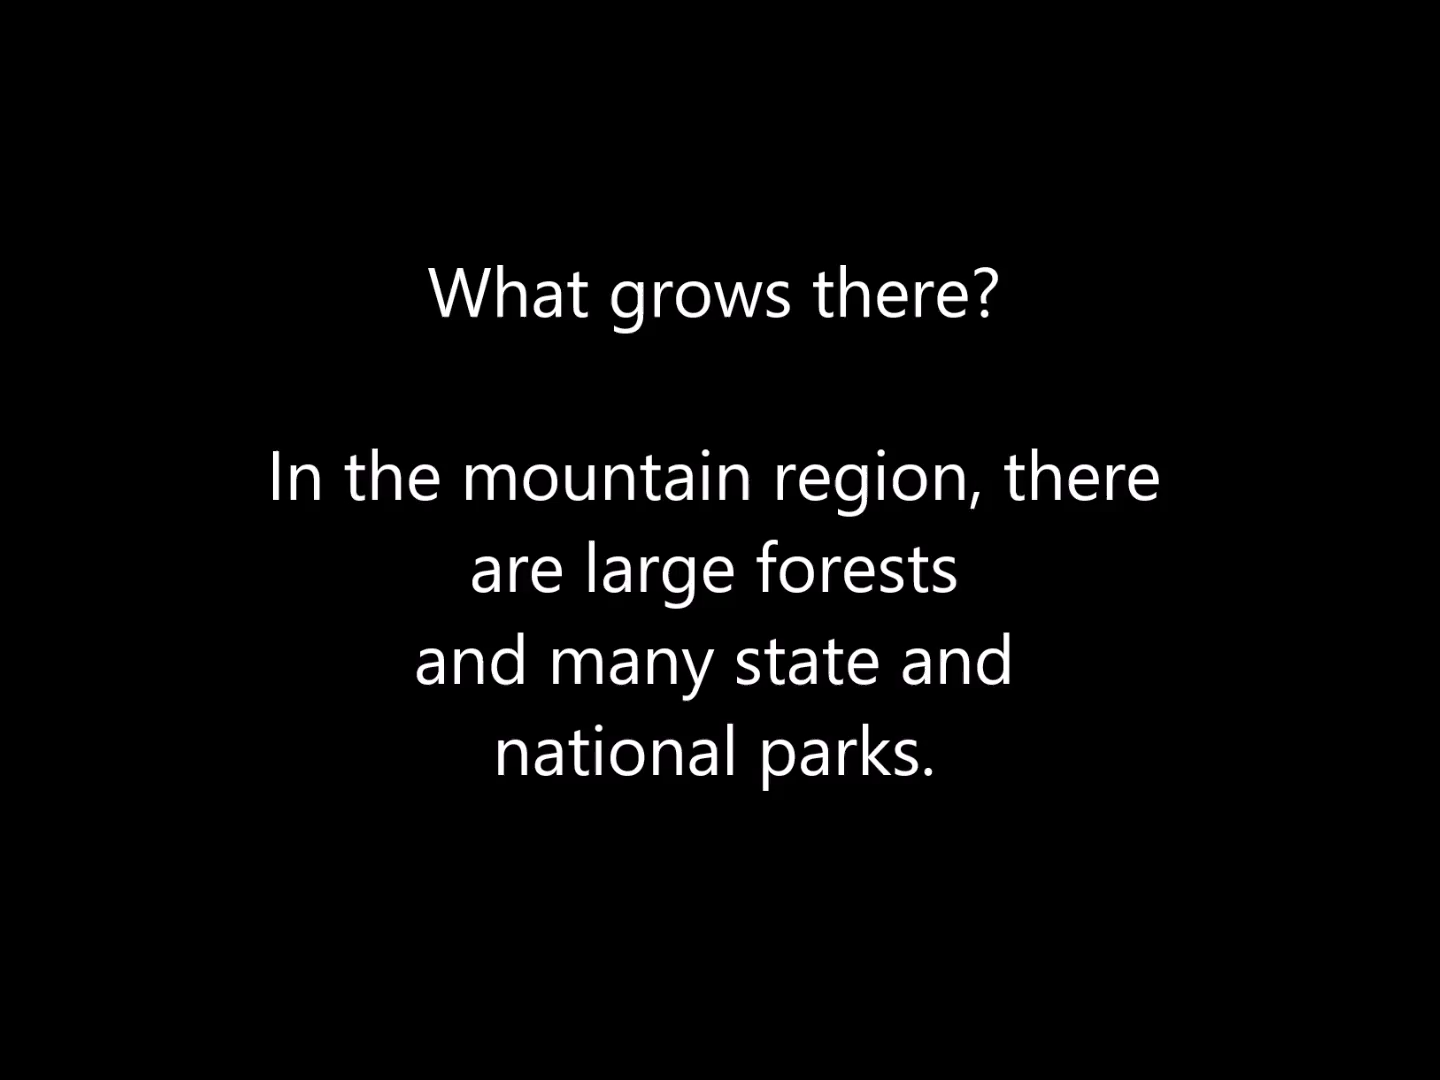 What grows there?
In the mountain region, there
are large forests
and many state and
national parks.